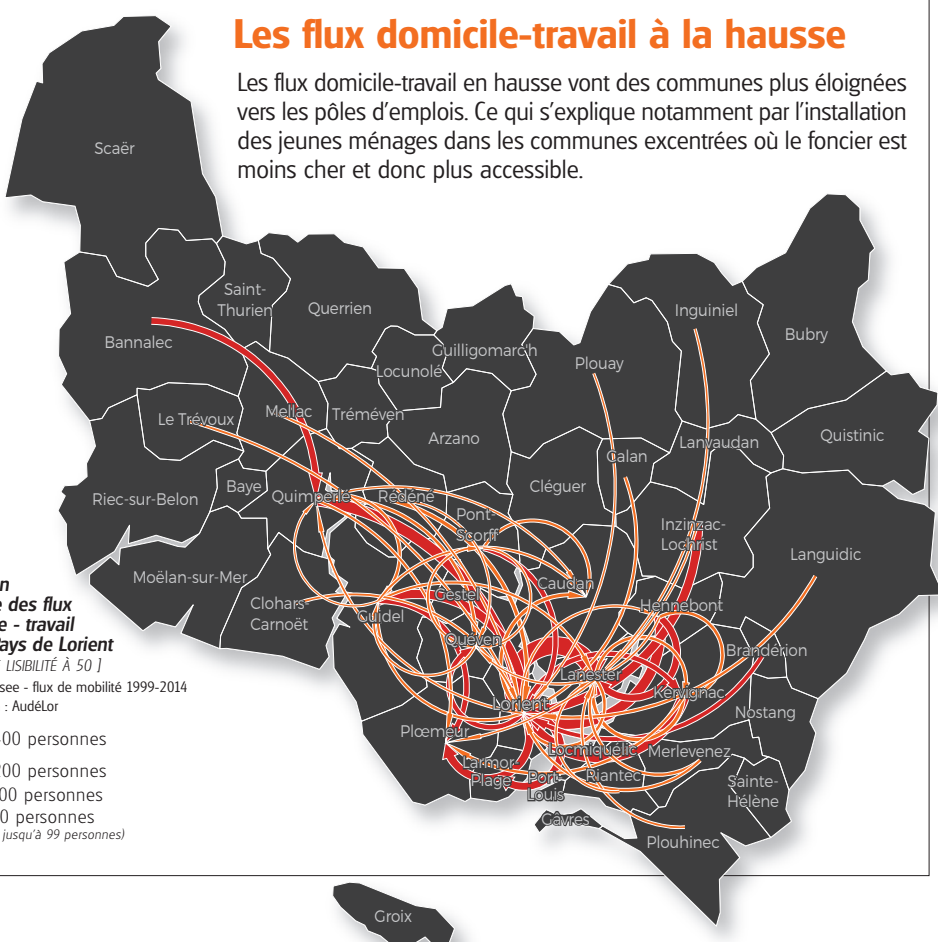 Les flux domicile-travail à la hausse
Les flux domicile-travail en hausse vont des communes plus éloignées
vers les pôles d'emplois. Ce qui s'explique notamment par l'installation
des jeunes ménages dans les communes excentrées où le foncier est
moins cher et donc plus accessible.
Scaër
Saint-
Thurien
Querrien
Inguiniel
Bubry
Bannalec
Guilligomarc'h
Locunolé
Plouay
Le Trévoux
Mellac
Tréméven
Arzano
Lanvaudan
Quistinic
Calan
Riec-sur-Belon
Baye
Quimperlé
Rédéné
Cléguer
Pont-
Scorff
Inzinzac-
Lochrist
Languidic
Moëlan-sur-Mer
Caudan
Clohars-
Carnoët
Guidel
Gestel
Hennebont
Quéven
Brandérion
Lanester
Kervignac
Lorient
Nostang
Ploemeur
Locmiquélic
Merlevenez
Larmor-
Plage
Port-
Louis
Riantec
Sainte-
Hélène
Gâvres
Plouhinec
Groix
n
e des flux
e - travail
Pays de Lorient
LISIBILITÉ À 50 ]
see - flux de mobilité 1999-2014
: AudéLor
00 personnes
200 personnes
00 personnes
0 personnes
jusqu'à 99 personnes)